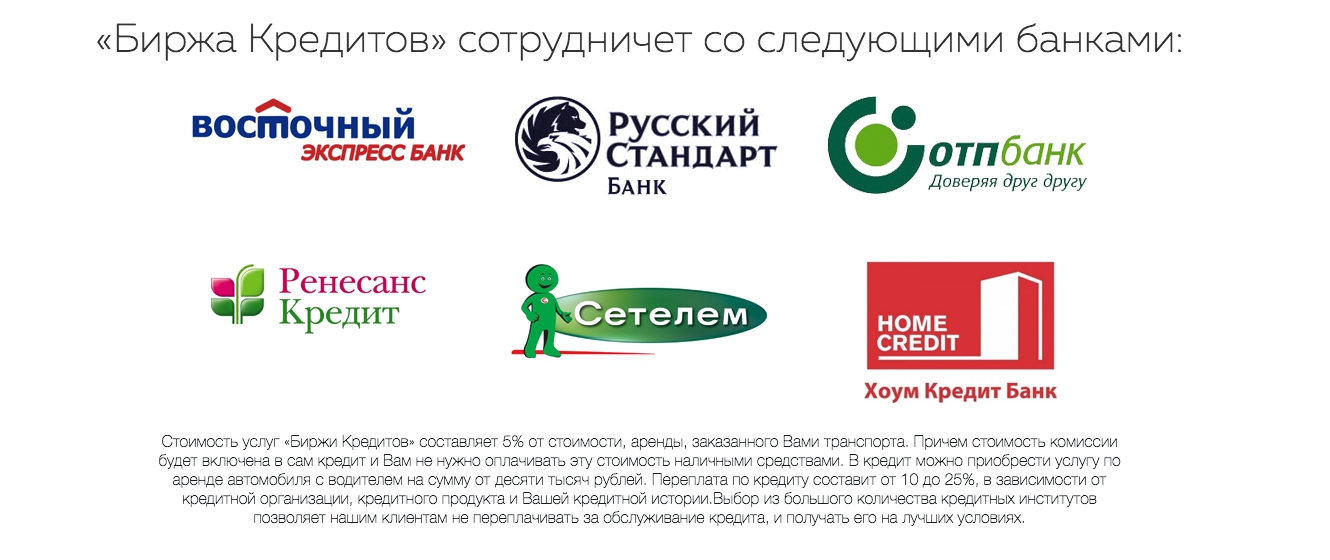 «Биржа Кредитов» сотрудничет со следующими банками:
ВОСТОЧНЫЙ
ЭКСПРЕСС БАНК
РУССКИЙ
СТАНДАРТ
БАНК
отпбанк
Доверяя друг другу
Ренесанс
Кредит
Сетелем
HOME
CREDIT
Хоум Кредит Банк
Стоимость услуг «Биржи Кредитов» составляет 5% от стоимости, аренды, заказанного Вами транспорта. Причем стоимость комиссии
будет включена в сам кредит и Вам не нужно оплачивать эту стоимость наличными средствами. В кредит можно приобрести услугу по
аренде автомобиля с водителем на сумму от десяти тысяч рублей. Переплата по кредиту составит от 10 до 25%, в зависимости от
кредитной организации, кредитного продукта и Вашей кредитной истории.Выбор из большого количества кредитных институтов
позволяет нашим клиентам не переплачивать за обслуживание кредита, и получать его на лучших условиях.